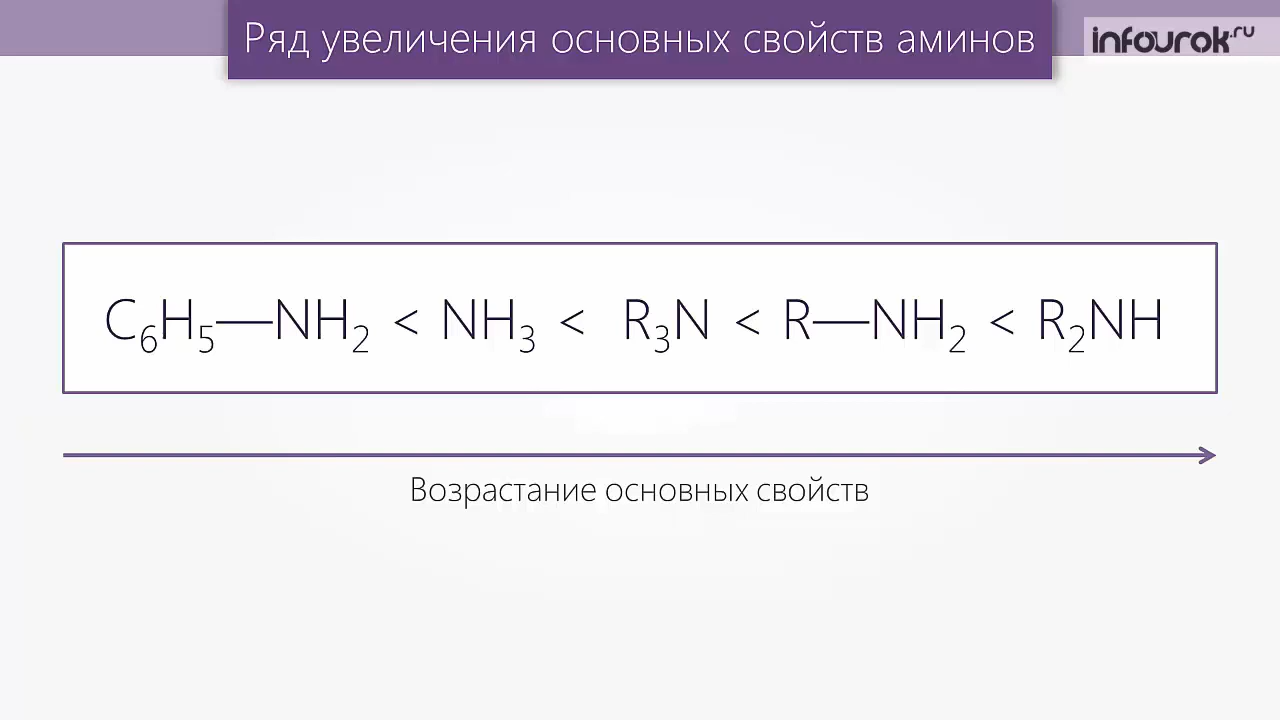 Ряд увеличения основных свойств аминов
infourok.ru
C₆H₅—NH₂ < NH₃ < R₃N < R—NH₂ < R₂NH
Возрастание основных свойств